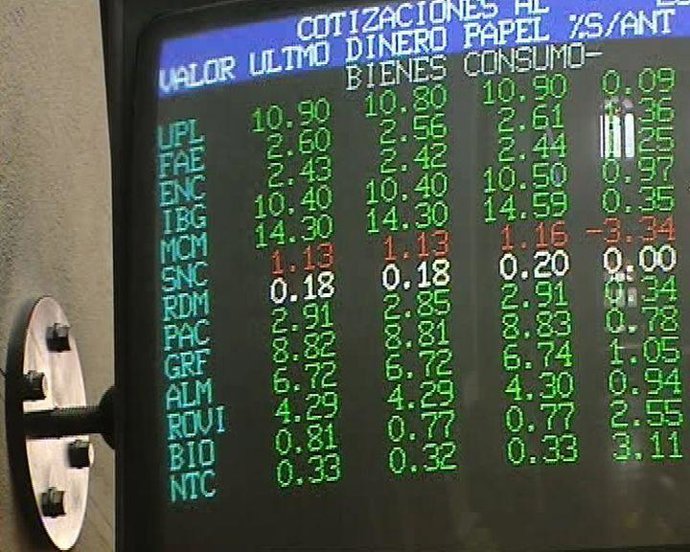 COTIZACIONES AL
VALOR ULTMO DINERO PAPEL %S/ANT
BIENES CONSUMO-
UPL 10.90 10.80 10.90 0.09
FAE 2.60 2.56 2.61
ENC 2.43 2.42 2.44
IBG 10.40 10.40 10.50 0.97
MCM 14.30 14.30 14.59 0.35
SNC 1.13 1.13 1.16 -3.34
RDM 0.18 0.18 0.20 0.00
PAC 2.91 2.85 2.91 0.34
GRF 8.82 8.81 8.83 0.78
ALM 6.72 6.72 6.74 1.05
ROVI 4.29 4.29 4.30 0.94
BIO 0.81 0.77 0.77 2.55
NTC 0.33 0.32 0.33 3.11